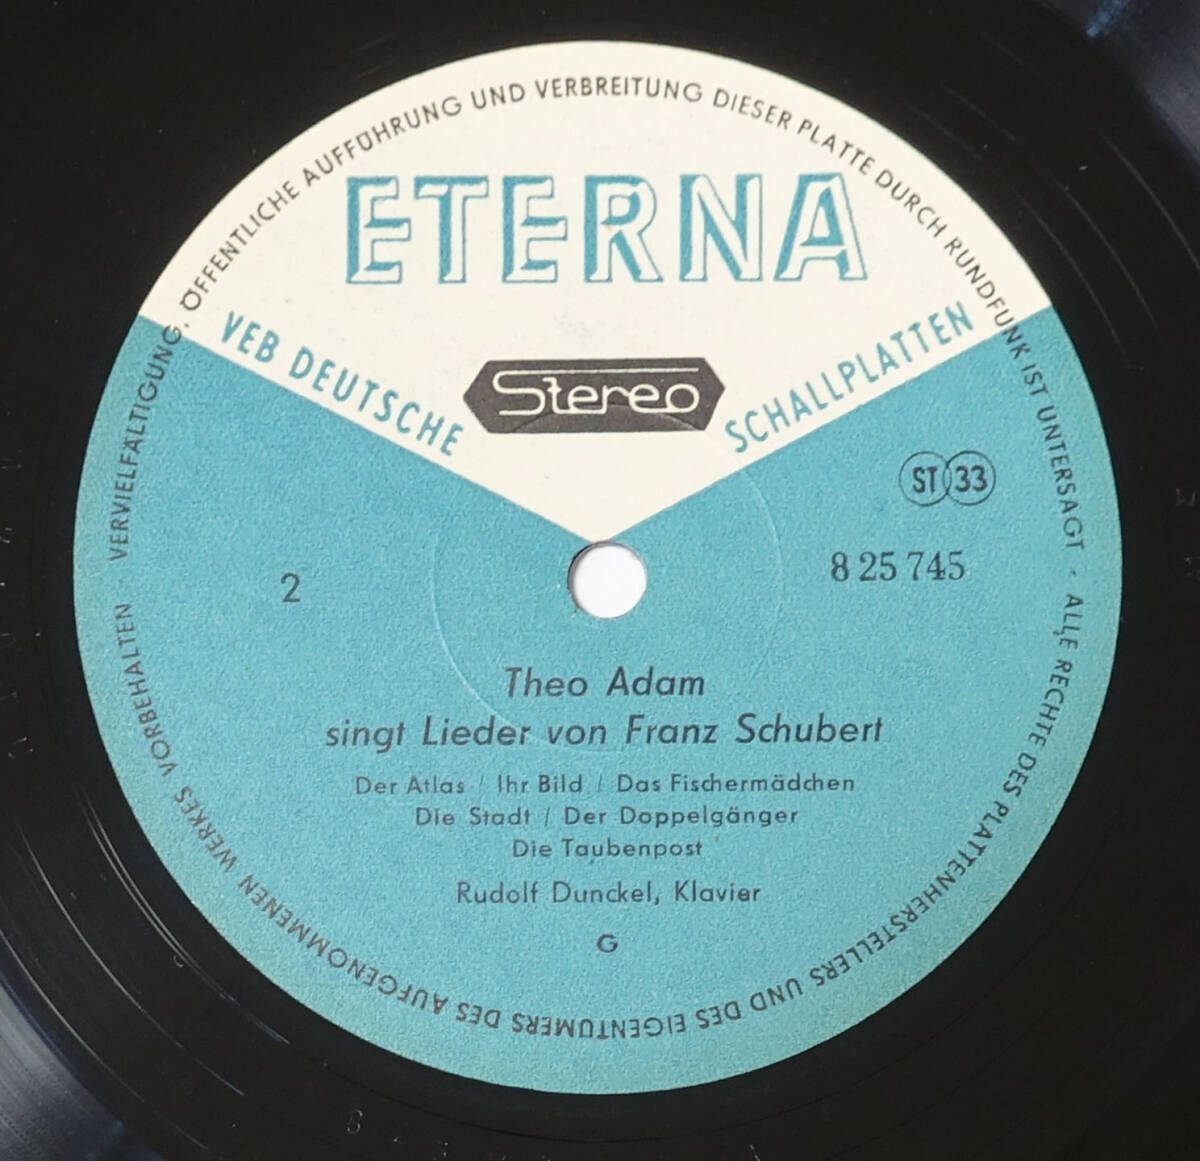 VERVIELFÄLTIGUNG, ÖFFENTLICHE AUFFÜHRUNG UND VERBREITUNG DIESER PLATTE DURCH RUNDFUNK IST UNTERSAGT · ALLE RECHTE DES PLATTENHERSTELLERS UND DES EIGENTÜMERS DES AUFGENOMMENEN WERKES VORBEHALTEN ·
ETERNA
VEB DEUTSCHE SCHALLPLATTEN
Stereo
ST 33
2
8 25 745
Theo Adam
singt Lieder von Franz Schubert
Der Atlas / Ihr Bild / Das Fischermädchen
Die Stadt / Der Doppelgänger
Die Taubenpost
Rudolf Dunckel, Klavier
G
8